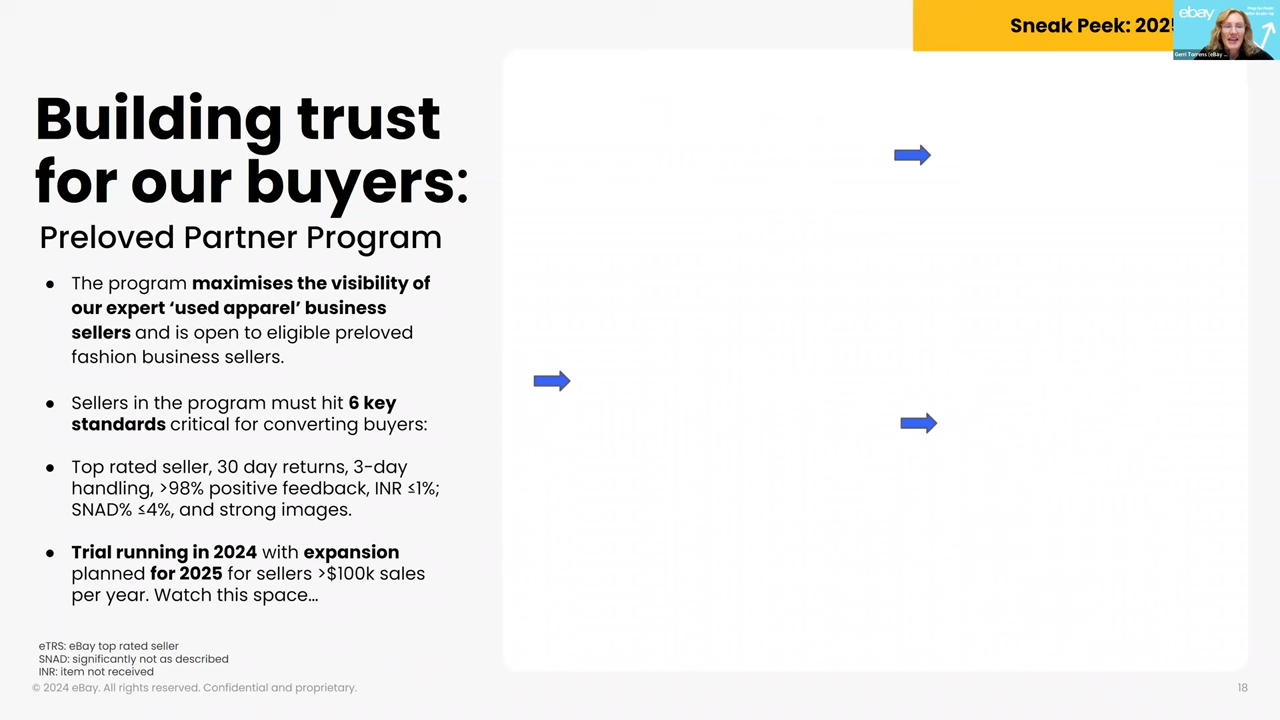 Sneak Peek: 202
ebay
Gerri Torrens (eBay ...
Building trust
for our buyers:
Preloved Partner Program
● The program maximises the visibility of
our expert ‘used apparel’ business
sellers and is open to eligible preloved
fashion business sellers.
● Sellers in the program must hit 6 key
standards critical for converting buyers:
● Top rated seller, 30 day returns, 3-day
handling, >98% positive feedback, INR ≤1%;
SNAD% ≤4%, and strong images.
● Trial running in 2024 with expansion
planned for 2025 for sellers >$100k sales
per year. Watch this space…
eTRS: eBay top rated seller
SNAD: significantly not as described
INR: item not received
© 2024 eBay. All rights reserved. Confidential and proprietary.
18